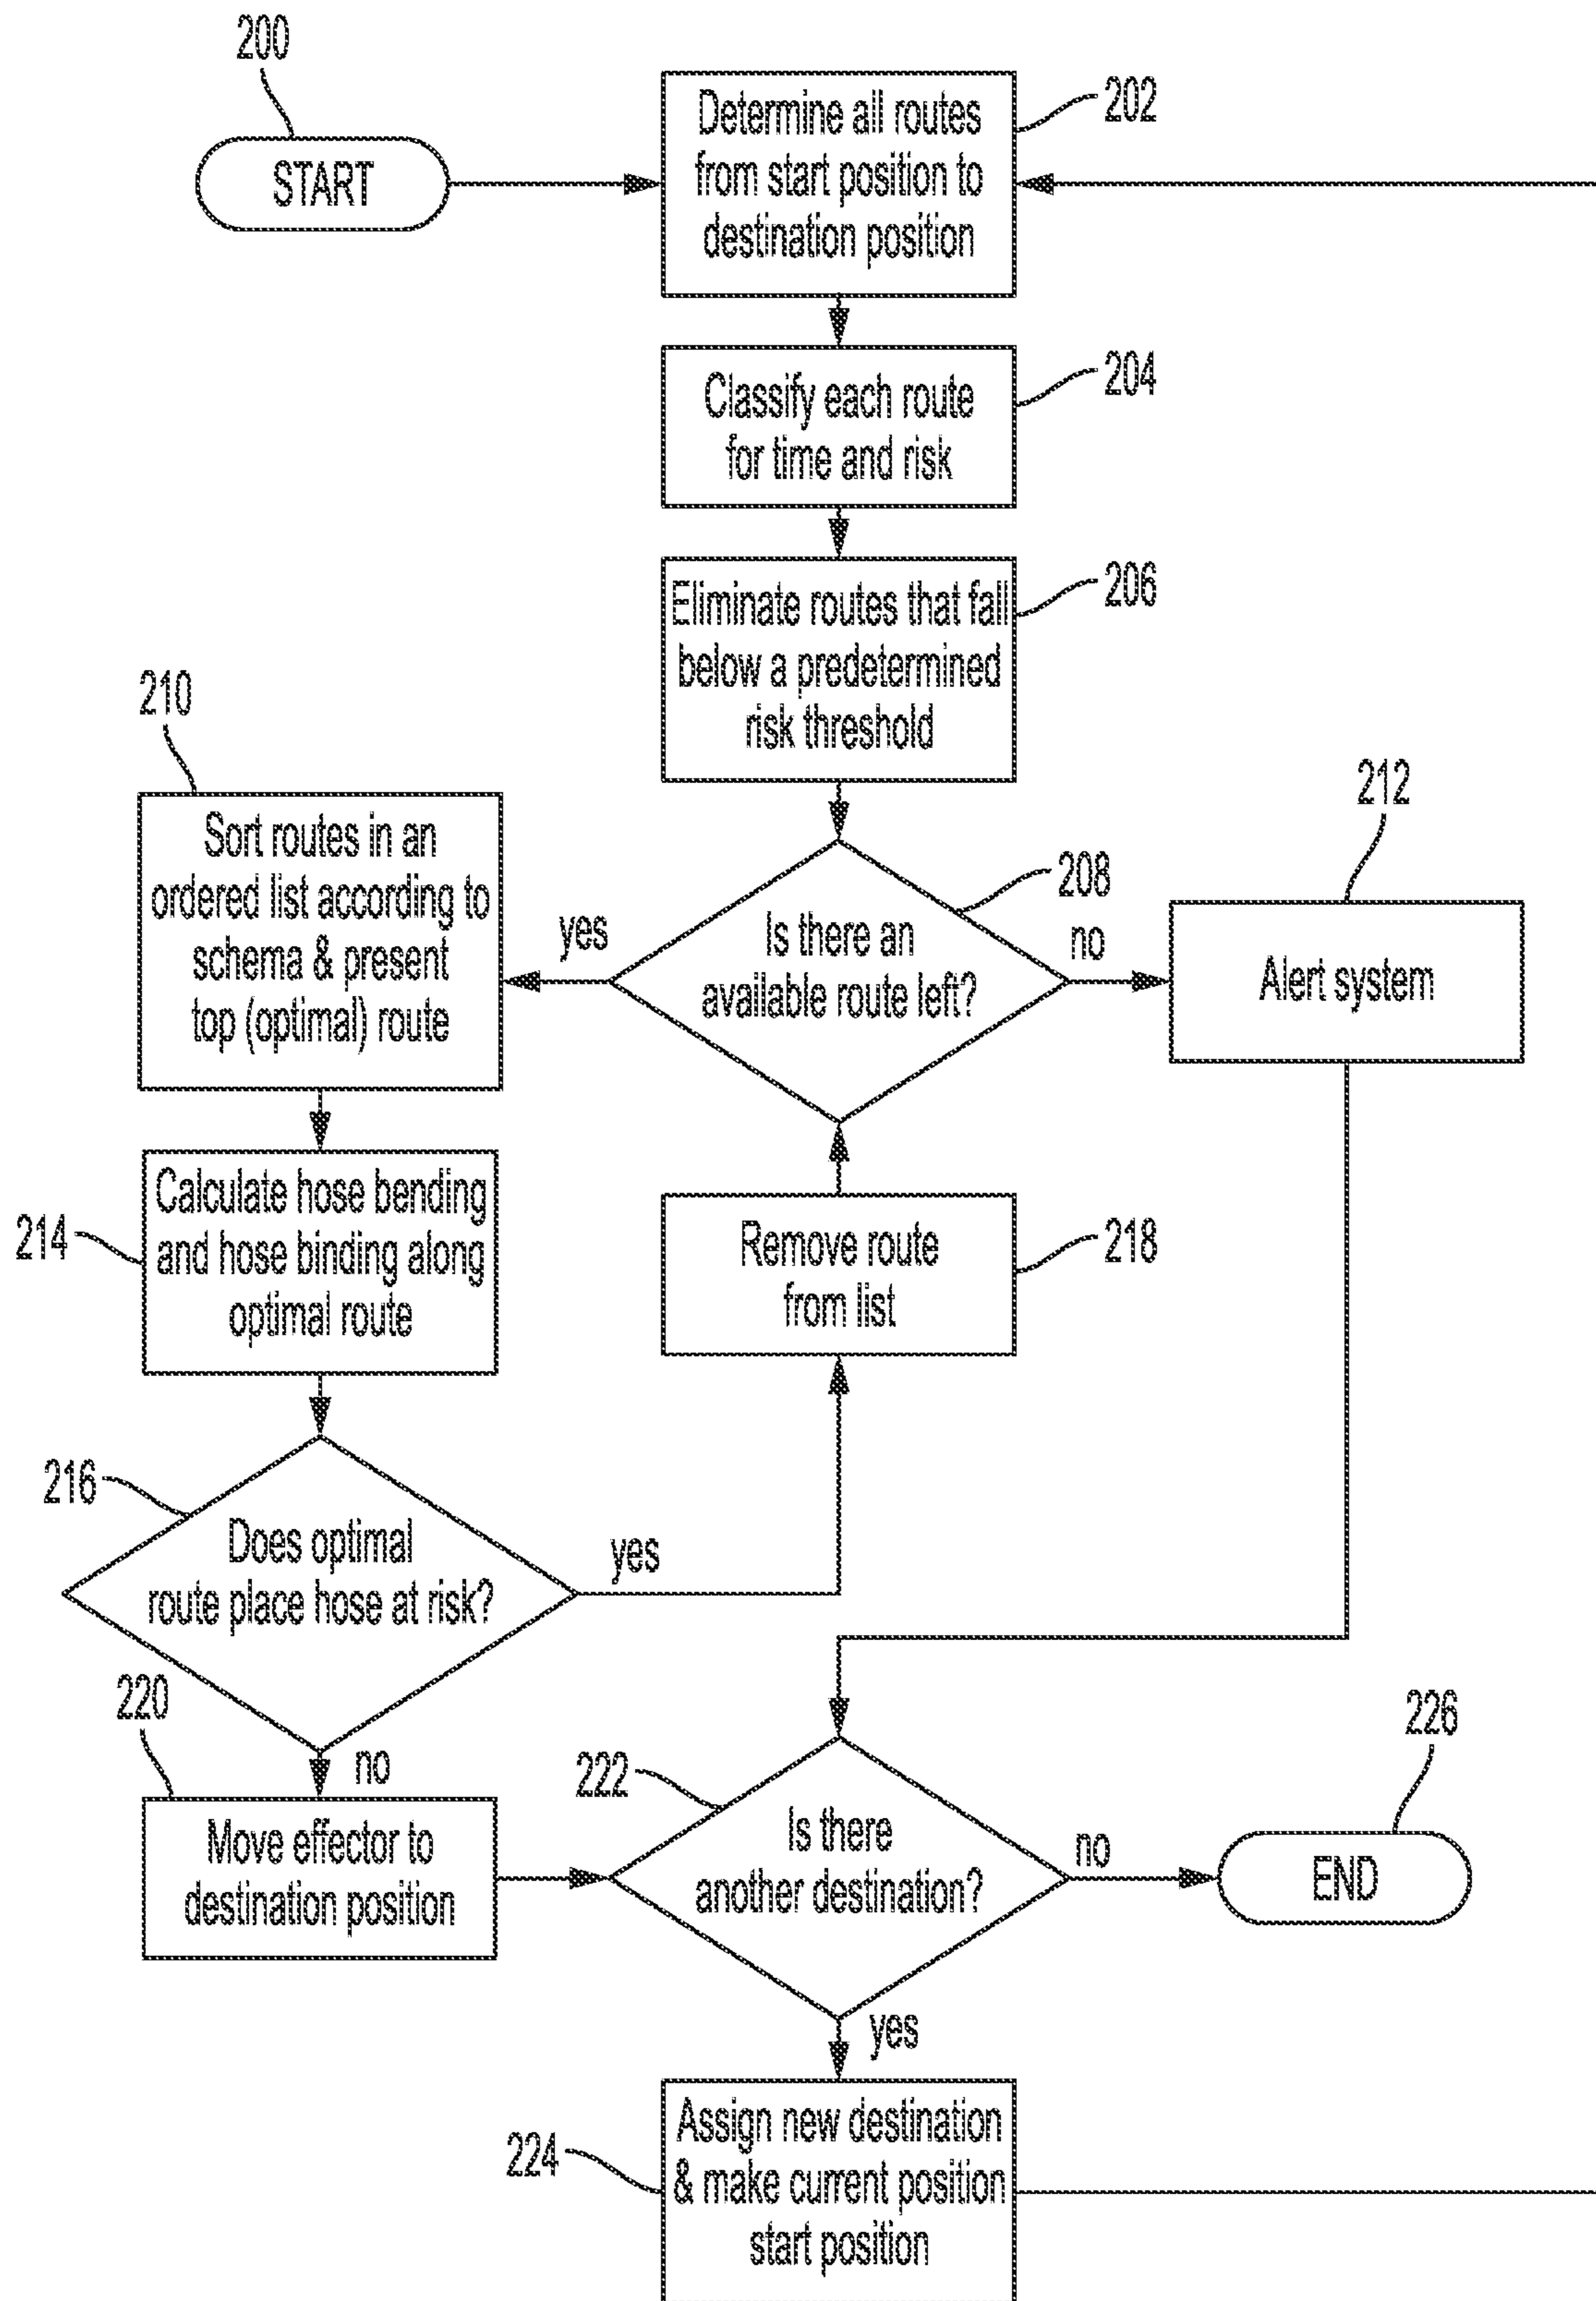 200
START
Determine all routes
from start position to
destination position
202
Classify each route
for time and risk
204
Eliminate routes that fall
below a predetermined
risk threshold
206
210
Sort routes in an
ordered list according to
schema & present
top (optimal) route
yes
Is there an
available route left?
208
no
212
Alert system
214
Calculate hose bending
and hose binding along
optimal route
Remove route
from list
218
216
Does optimal
route place hose at risk?
yes
no
220
Move effector to
destination position
222
Is there
another destination?
no
226
END
yes
224
Assign new destination
& make current position
start position